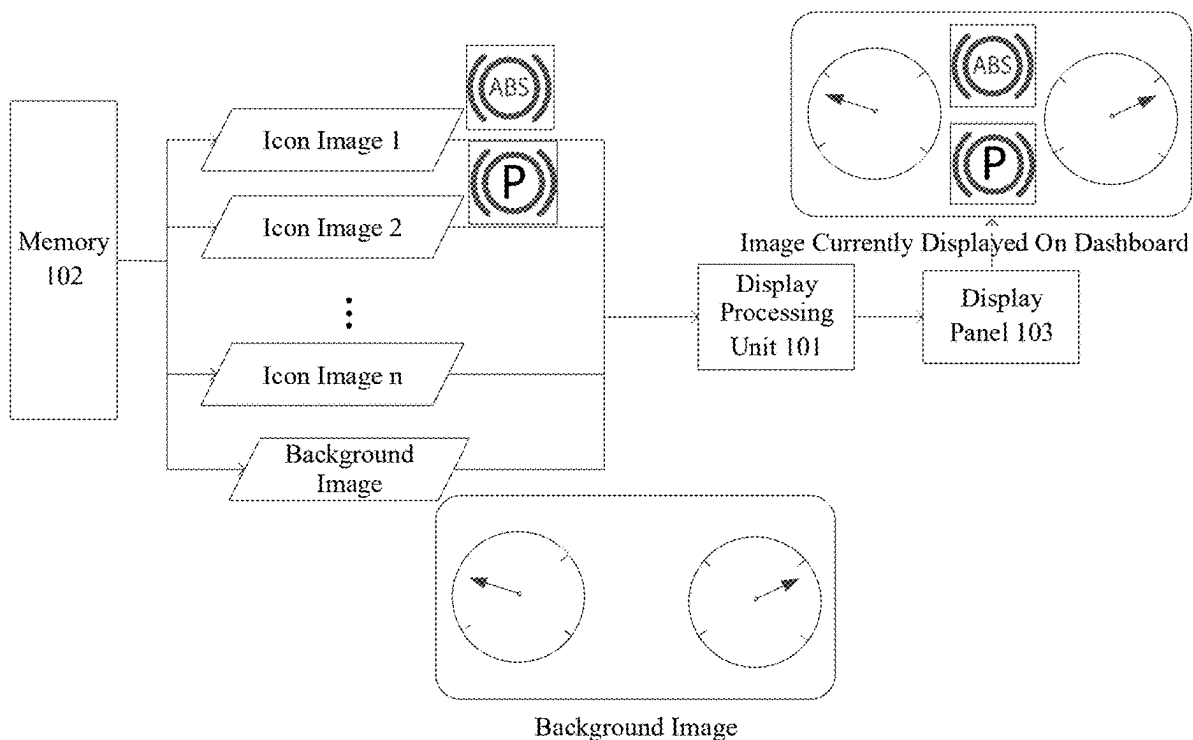 Memory
102
Icon Image 1
ABS
Icon Image 2
P
Icon Image n
Background
Image
Background Image
Display
Processing
Unit 101
Display
Panel 103
ABS
P
Image Currently Displayed On Dashboard